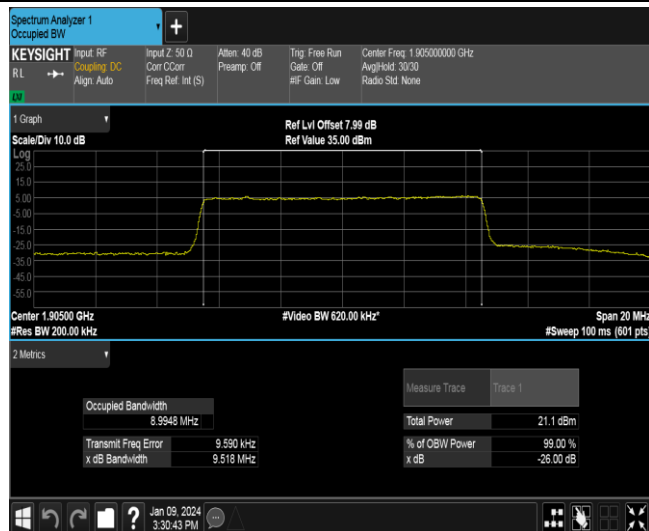 Spectrum Analyzer 1
Occupied BW
+
KEYSIGHT
RL
Input: RF
Coupling: DC
Align: Auto
Input Z: 50 Ω
Corr CCorr
Freq Ref: Int (S)
Atten: 40 dB
Preamp: Off
Trig: Free Run
Gate: Off
#IF Gain: Low
Center Freq: 1.905000000 GHz
Avg|Hold: 30/30
Radio Std: None
1 Graph
Scale/Div 10.0 dB
Ref Lvl Offset 7.99 dB
Ref Value 35.00 dBm
Log
25.0
15.0
5.00
-5.00
-15.0
-25.0
-35.0
-45.0
-55.0
Center 1.90500 GHz
#Video BW 620.00 kHz*
Span 20 MHz
#Res BW 200.00 kHz
#Sweep 100 ms (601 pts)
2 Metrics
Measure Trace
Trace 1
Occupied Bandwidth
8.9948 MHz
Total Power
21.1 dBm
Transmit Freq Error
9.590 kHz
% of OBW Power
99.00 %
x dB Bandwidth
9.518 MHz
x dB
-26.00 dB
?
Jan 09, 2024
3:30:43 PM